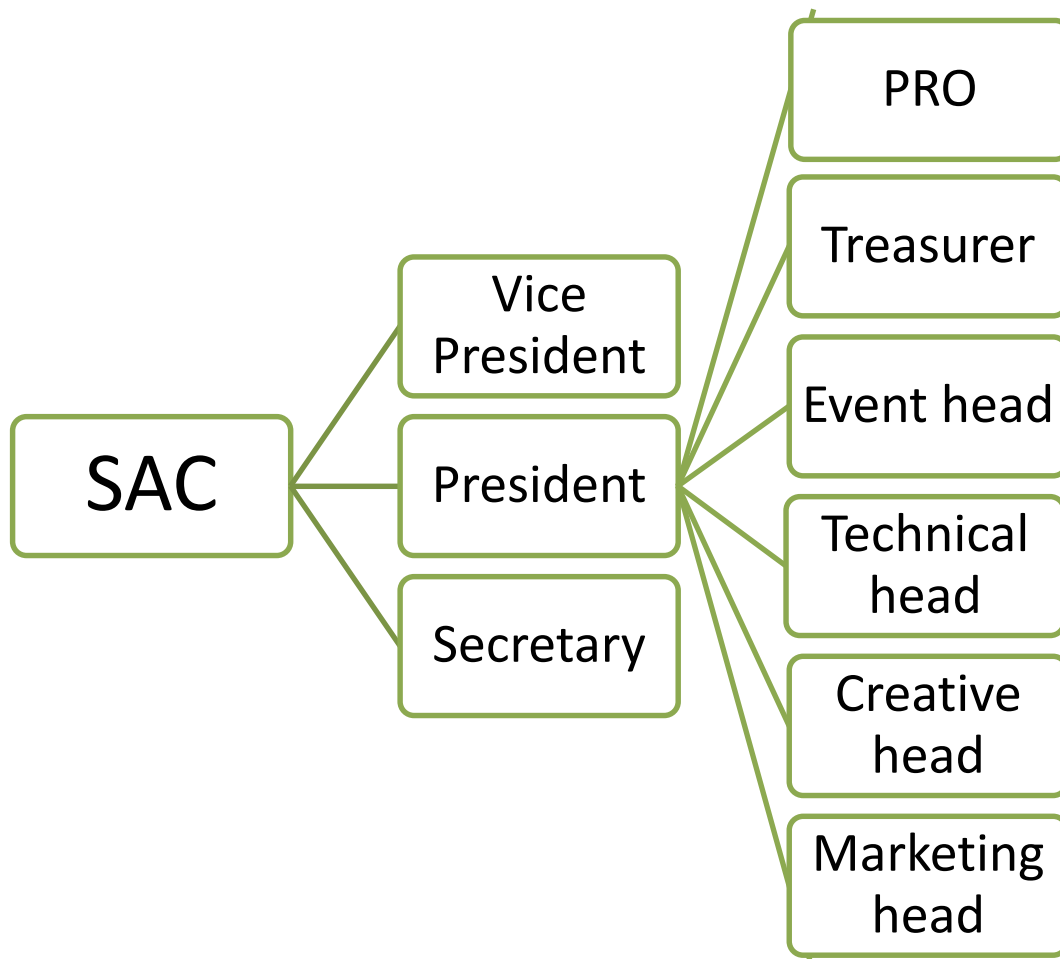 SAC
Vice
President
President
Secretary
PRO
Treasurer
Event head
Technical
head
Creative
head
Marketing
head